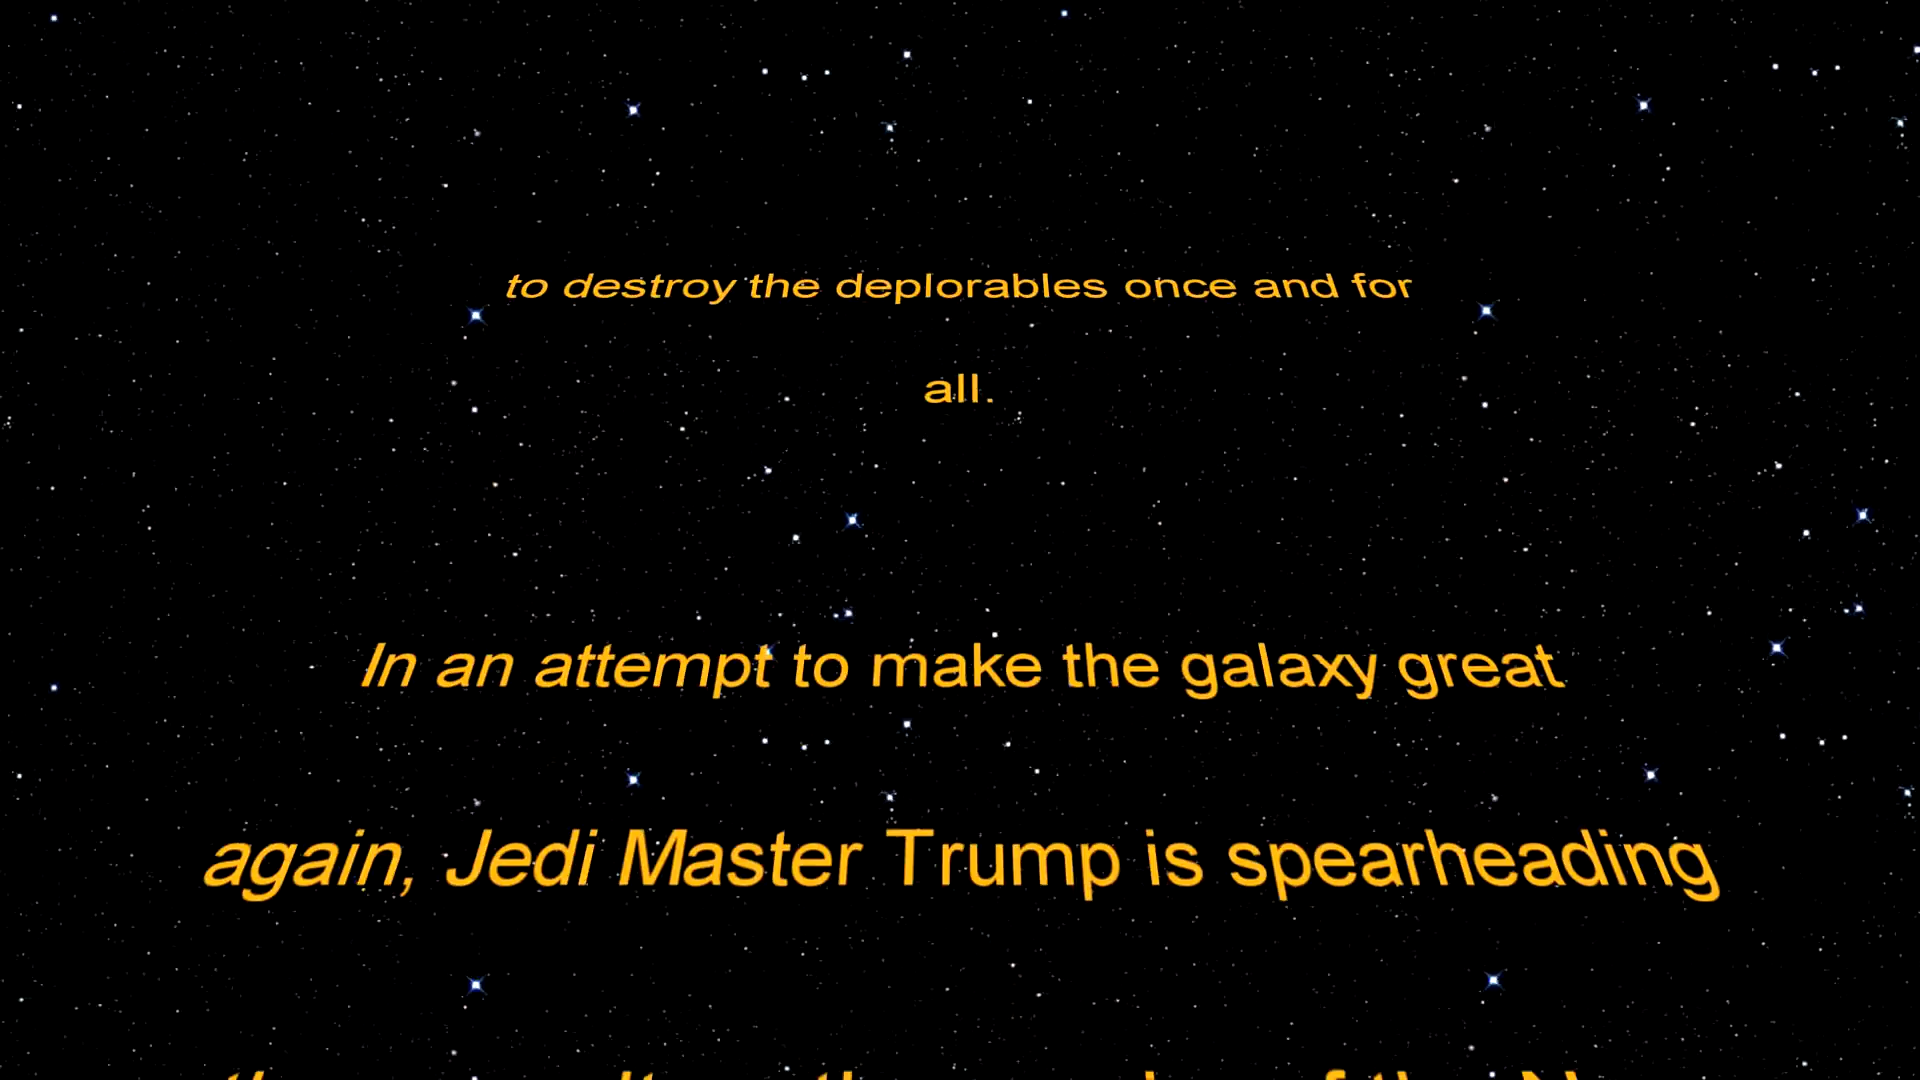 to destroy the deplorables once and for
all.
In an attempt to make the galaxy great
again, Jedi Master Trump is spearheading